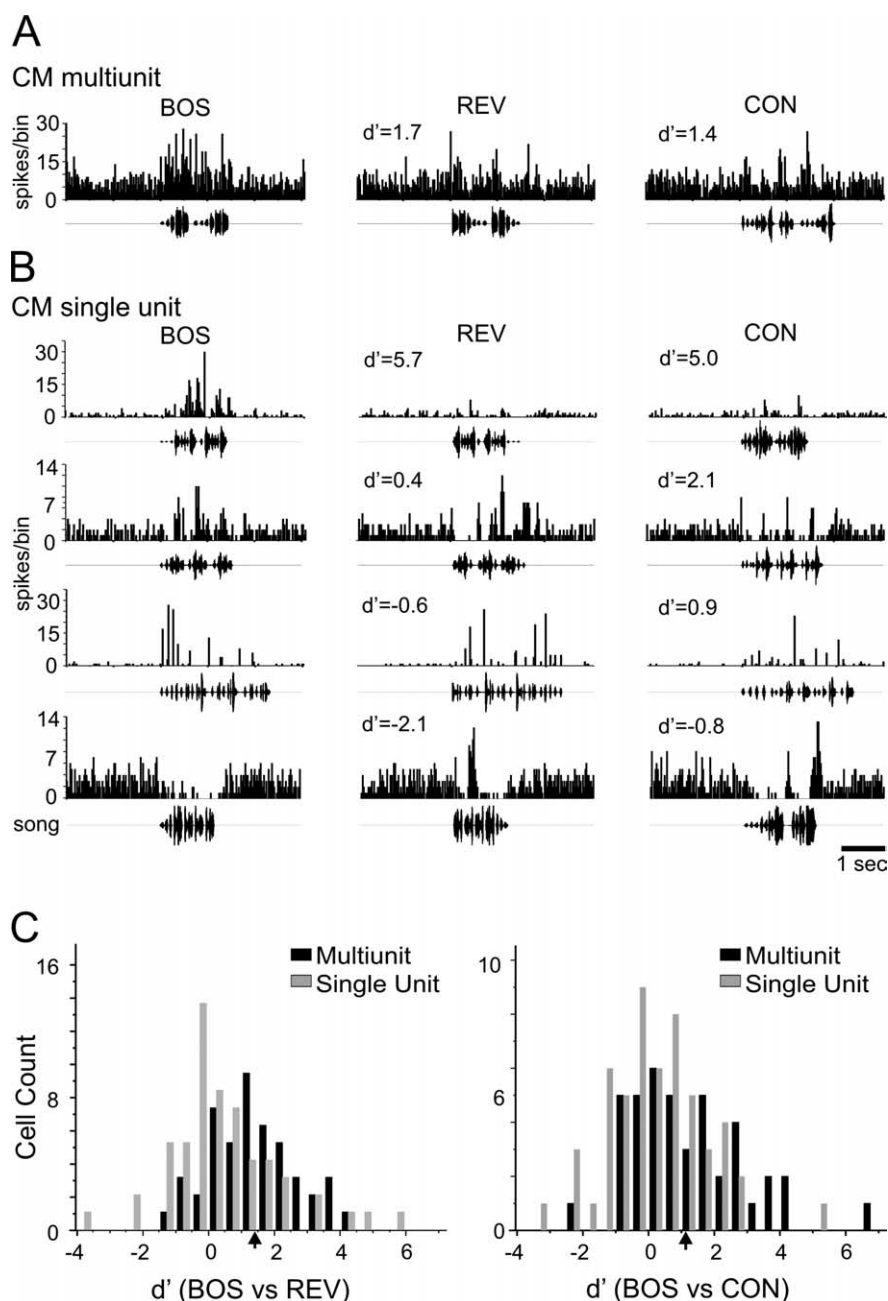 A
CM multiunit
BOS REV CON
spikes/bin
30
15
0
d'=1.7
d'=1.4
B
CM single unit
BOS REV CON
spikes/bin
30
15
0
d'=5.7
d'=5.0
14
7
0
d'=0.4
d'=2.1
30
15
0
d'=-0.6
d'=0.9
14
7
0
d'=-2.1
d'=-0.8
song
1 sec
C
Cell Count
16
8
0
Multiunit
Single Unit
-4 -2 0 2 4 6
d' (BOS vs REV)
10
6
0
Multiunit
Single Unit
-4 -2 0 2 4 6
d' (BOS vs CON)